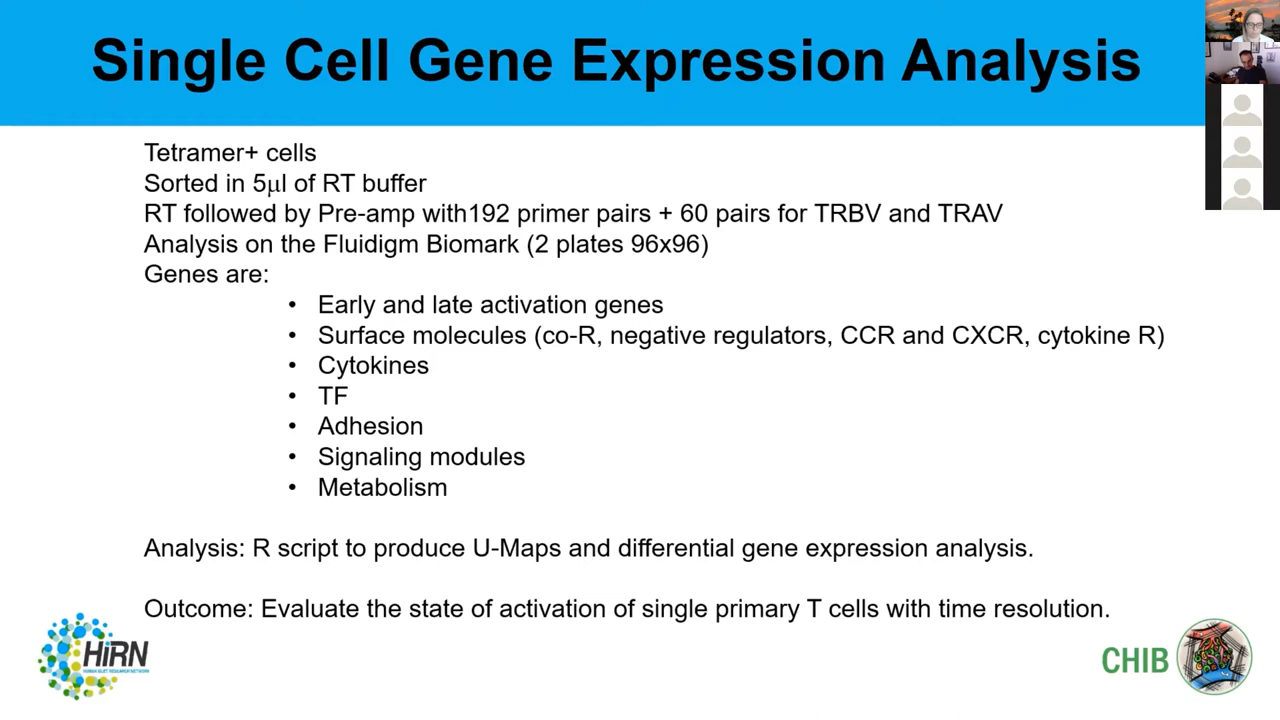 Single Cell Gene Expression Analysis
Tetramer+ cells
Sorted in 5μl of RT buffer
RT followed by Pre-amp with192 primer pairs + 60 pairs for TRBV and TRAV
Analysis on the Fluidigm Biomark (2 plates 96x96)
Genes are:
• Early and late activation genes
• Surface molecules (co-R, negative regulators, CCR and CXCR, cytokine R)
• Cytokines
• TF
• Adhesion
• Signaling modules
• Metabolism
Analysis: R script to produce U-Maps and differential gene expression analysis.
Outcome: Evaluate the state of activation of single primary T cells with time resolution.
HiRN
HUMAN ISLET RESEARCH NETWORK
CHIB